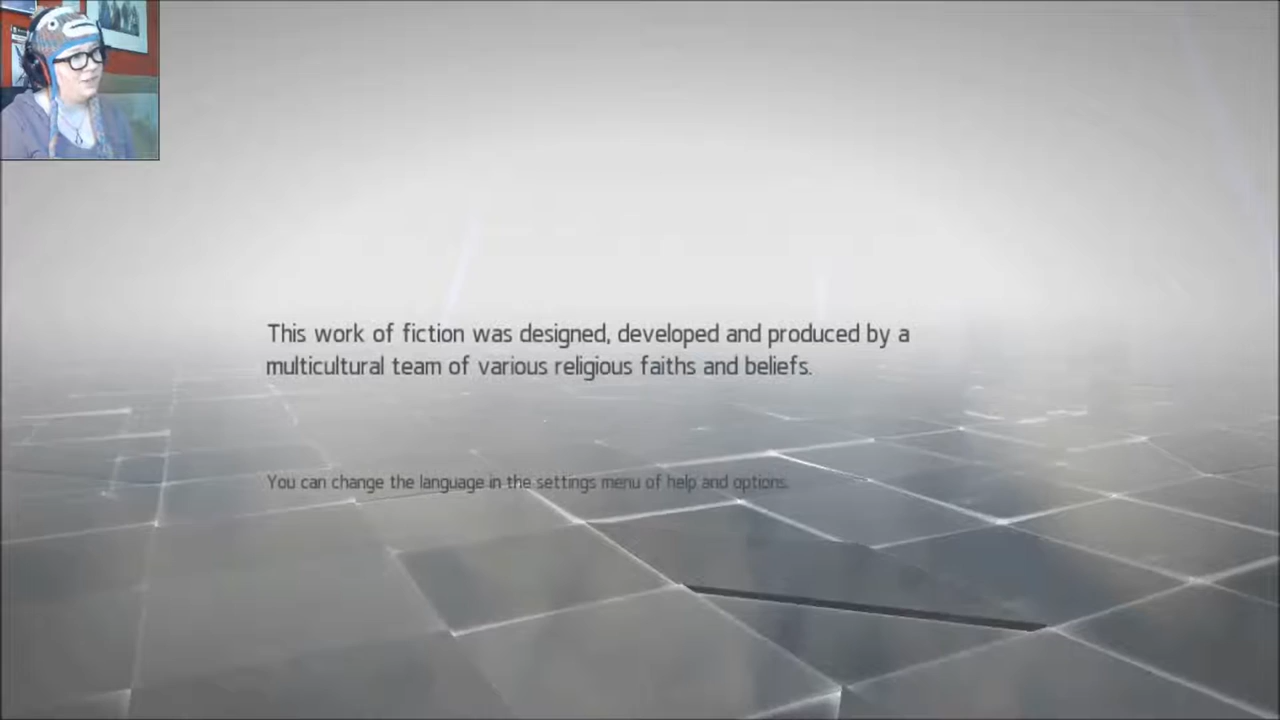 This work of fiction was designed, developed and produced by a
multicultural team of various religious faiths and beliefs.
You can change the language in the settings menu of help and options.